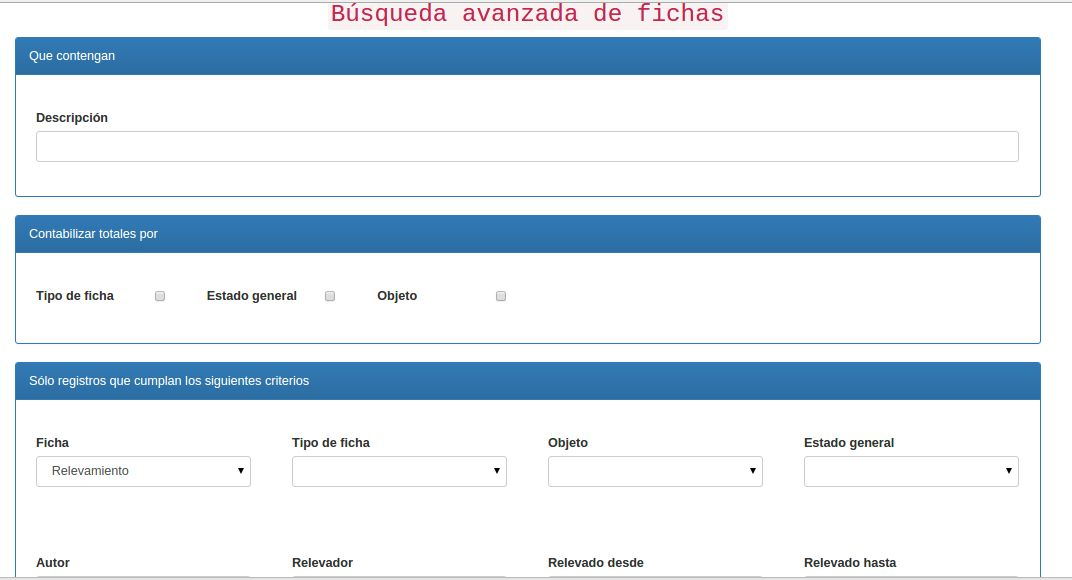 Búsqueda avanzada de fichas
Que contengan
Descripción
Contabilizar totales por
Tipo de ficha Estado general Objeto
Sólo registros que cumplan los siguientes criterios
Ficha Tipo de ficha Objeto Estado general
Relevamiento
Autor Relevador Relevado desde Relevado hasta